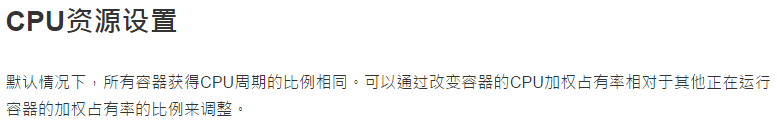 CPU资源设置
默认情况下，所有容器获得CPU周期的比例相同。可以通过改变容器的CPU加权占有率相对于其他正在运行
容器的加权占有率的比例来调整。